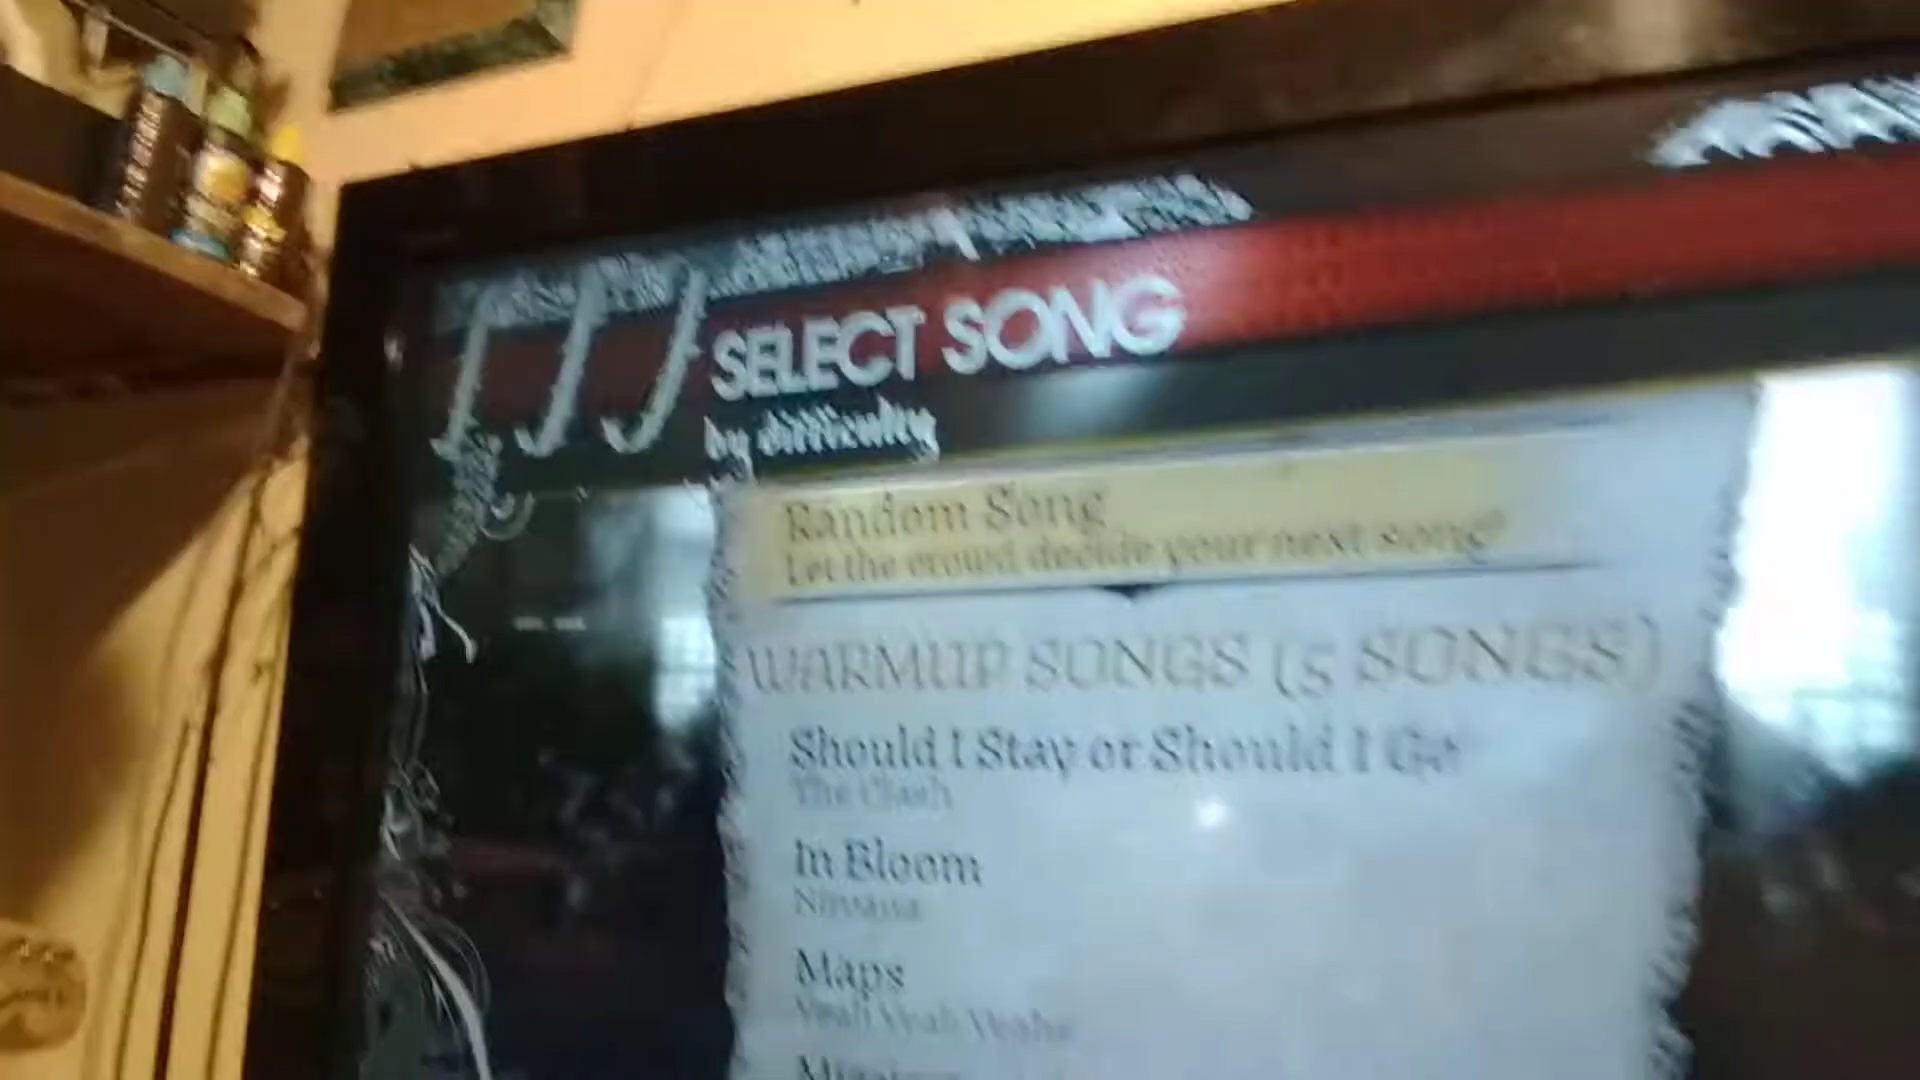 SELECT SONG
by difficulty
Random Song
Let the crowd decide your next song!
WARMUP SONGS (5 SONGS)
Should I Stay or Should I Go
The Clash
In Bloom
Nirvana
Maps
Yeah Yeah Yeahs